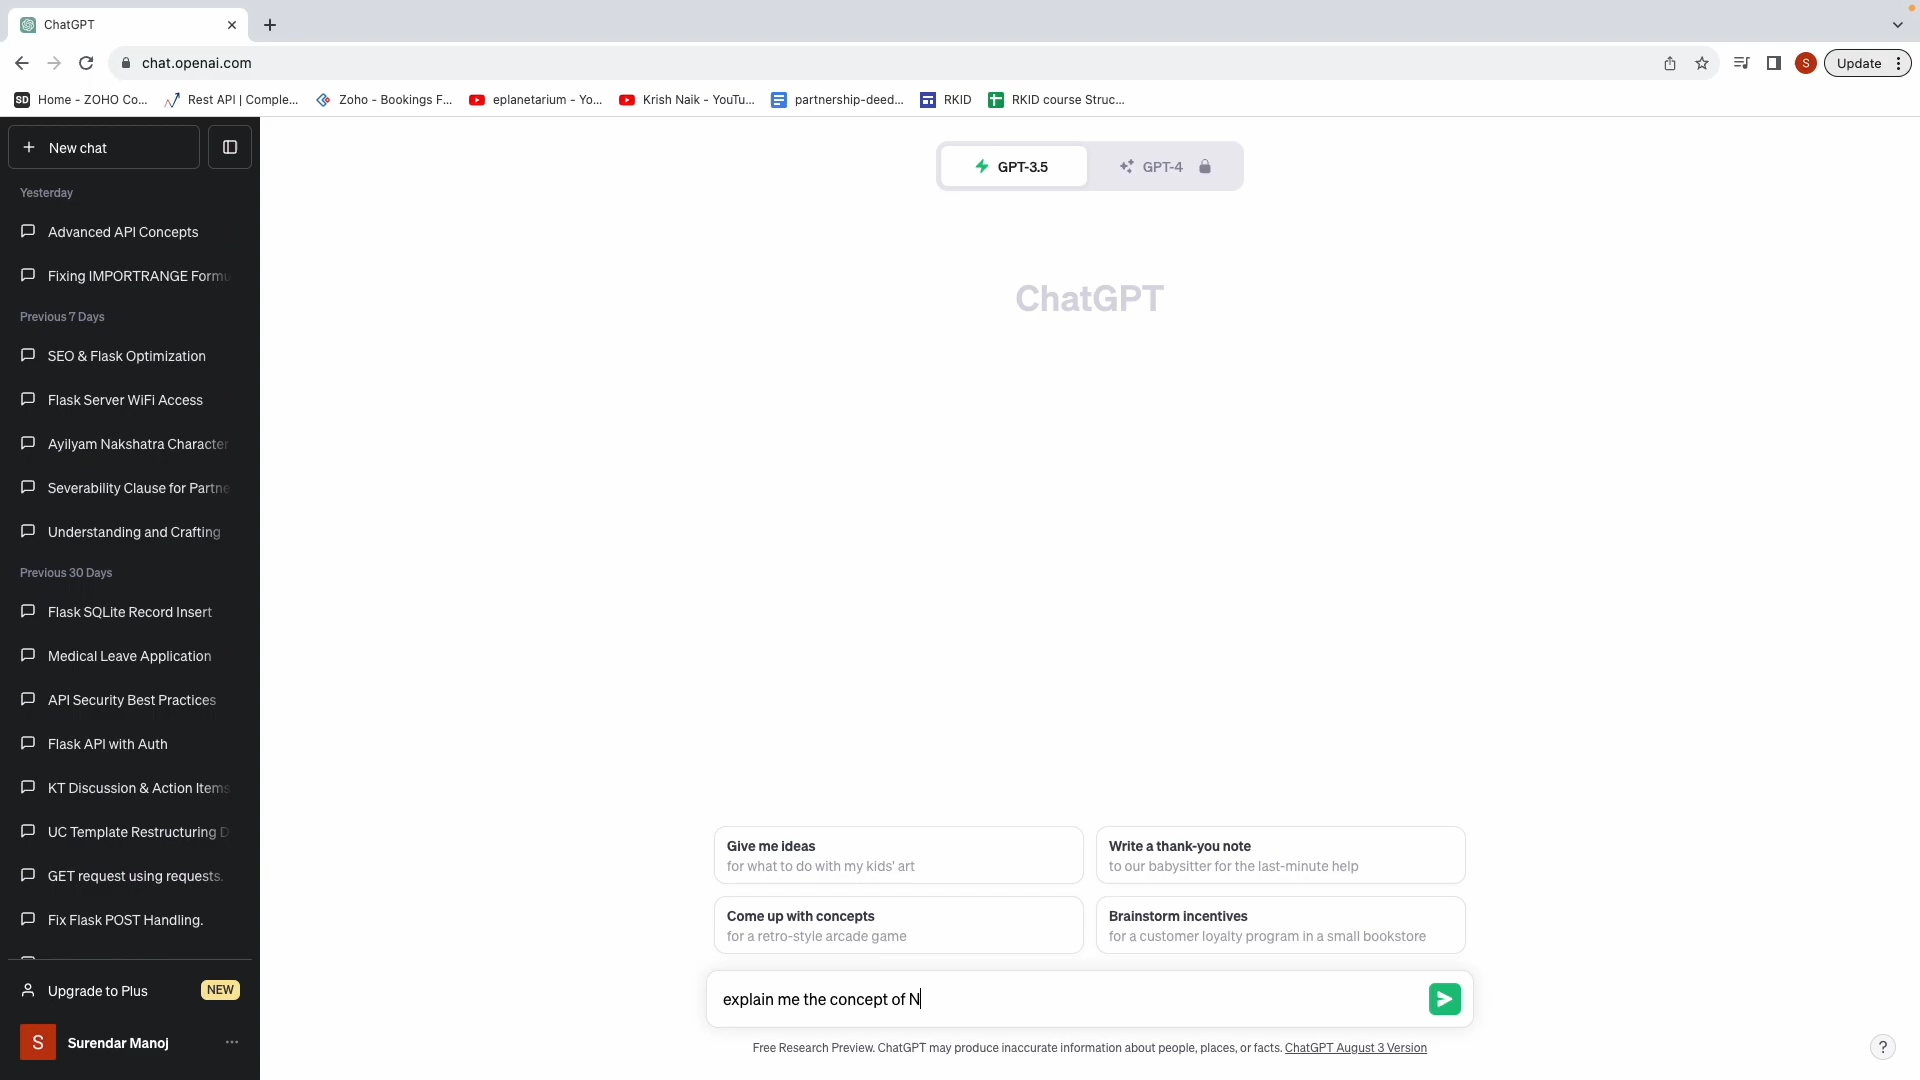 ChatGPT
chat.openai.com
Update
Home - ZOHO Co...
Rest API | Comple...
Zoho - Bookings F...
eplanetarium - Yo...
Krish Naik - YouTu...
partnership-deed...
RKID
RKID course Struc...
New chat
Yesterday
Advanced API Concepts
Fixing IMPORTRANGE Formu
Previous 7 Days
SEO & Flask Optimization
Flask Server WiFi Access
Ayilyam Nakshatra Character
Severability Clause for Partne
Understanding and Crafting
Previous 30 Days
Flask SQLite Record Insert
Medical Leave Application
API Security Best Practices
Flask API with Auth
KT Discussion & Action Items
UC Template Restructuring D
GET request using requests.
Fix Flask POST Handling.
Upgrade to Plus
NEW
S
Surendar Manoj
GPT-3.5
GPT-4
ChatGPT
Give me ideas
for what to do with my kids' art
Write a thank-you note
to our babysitter for the last-minute help
Come up with concepts
for a retro-style arcade game
Brainstorm incentives
for a customer loyalty program in a small bookstore
explain me the concept of N
Free Research Preview. ChatGPT may produce inaccurate information about people, places, or facts. ChatGPT August 3 Version
?